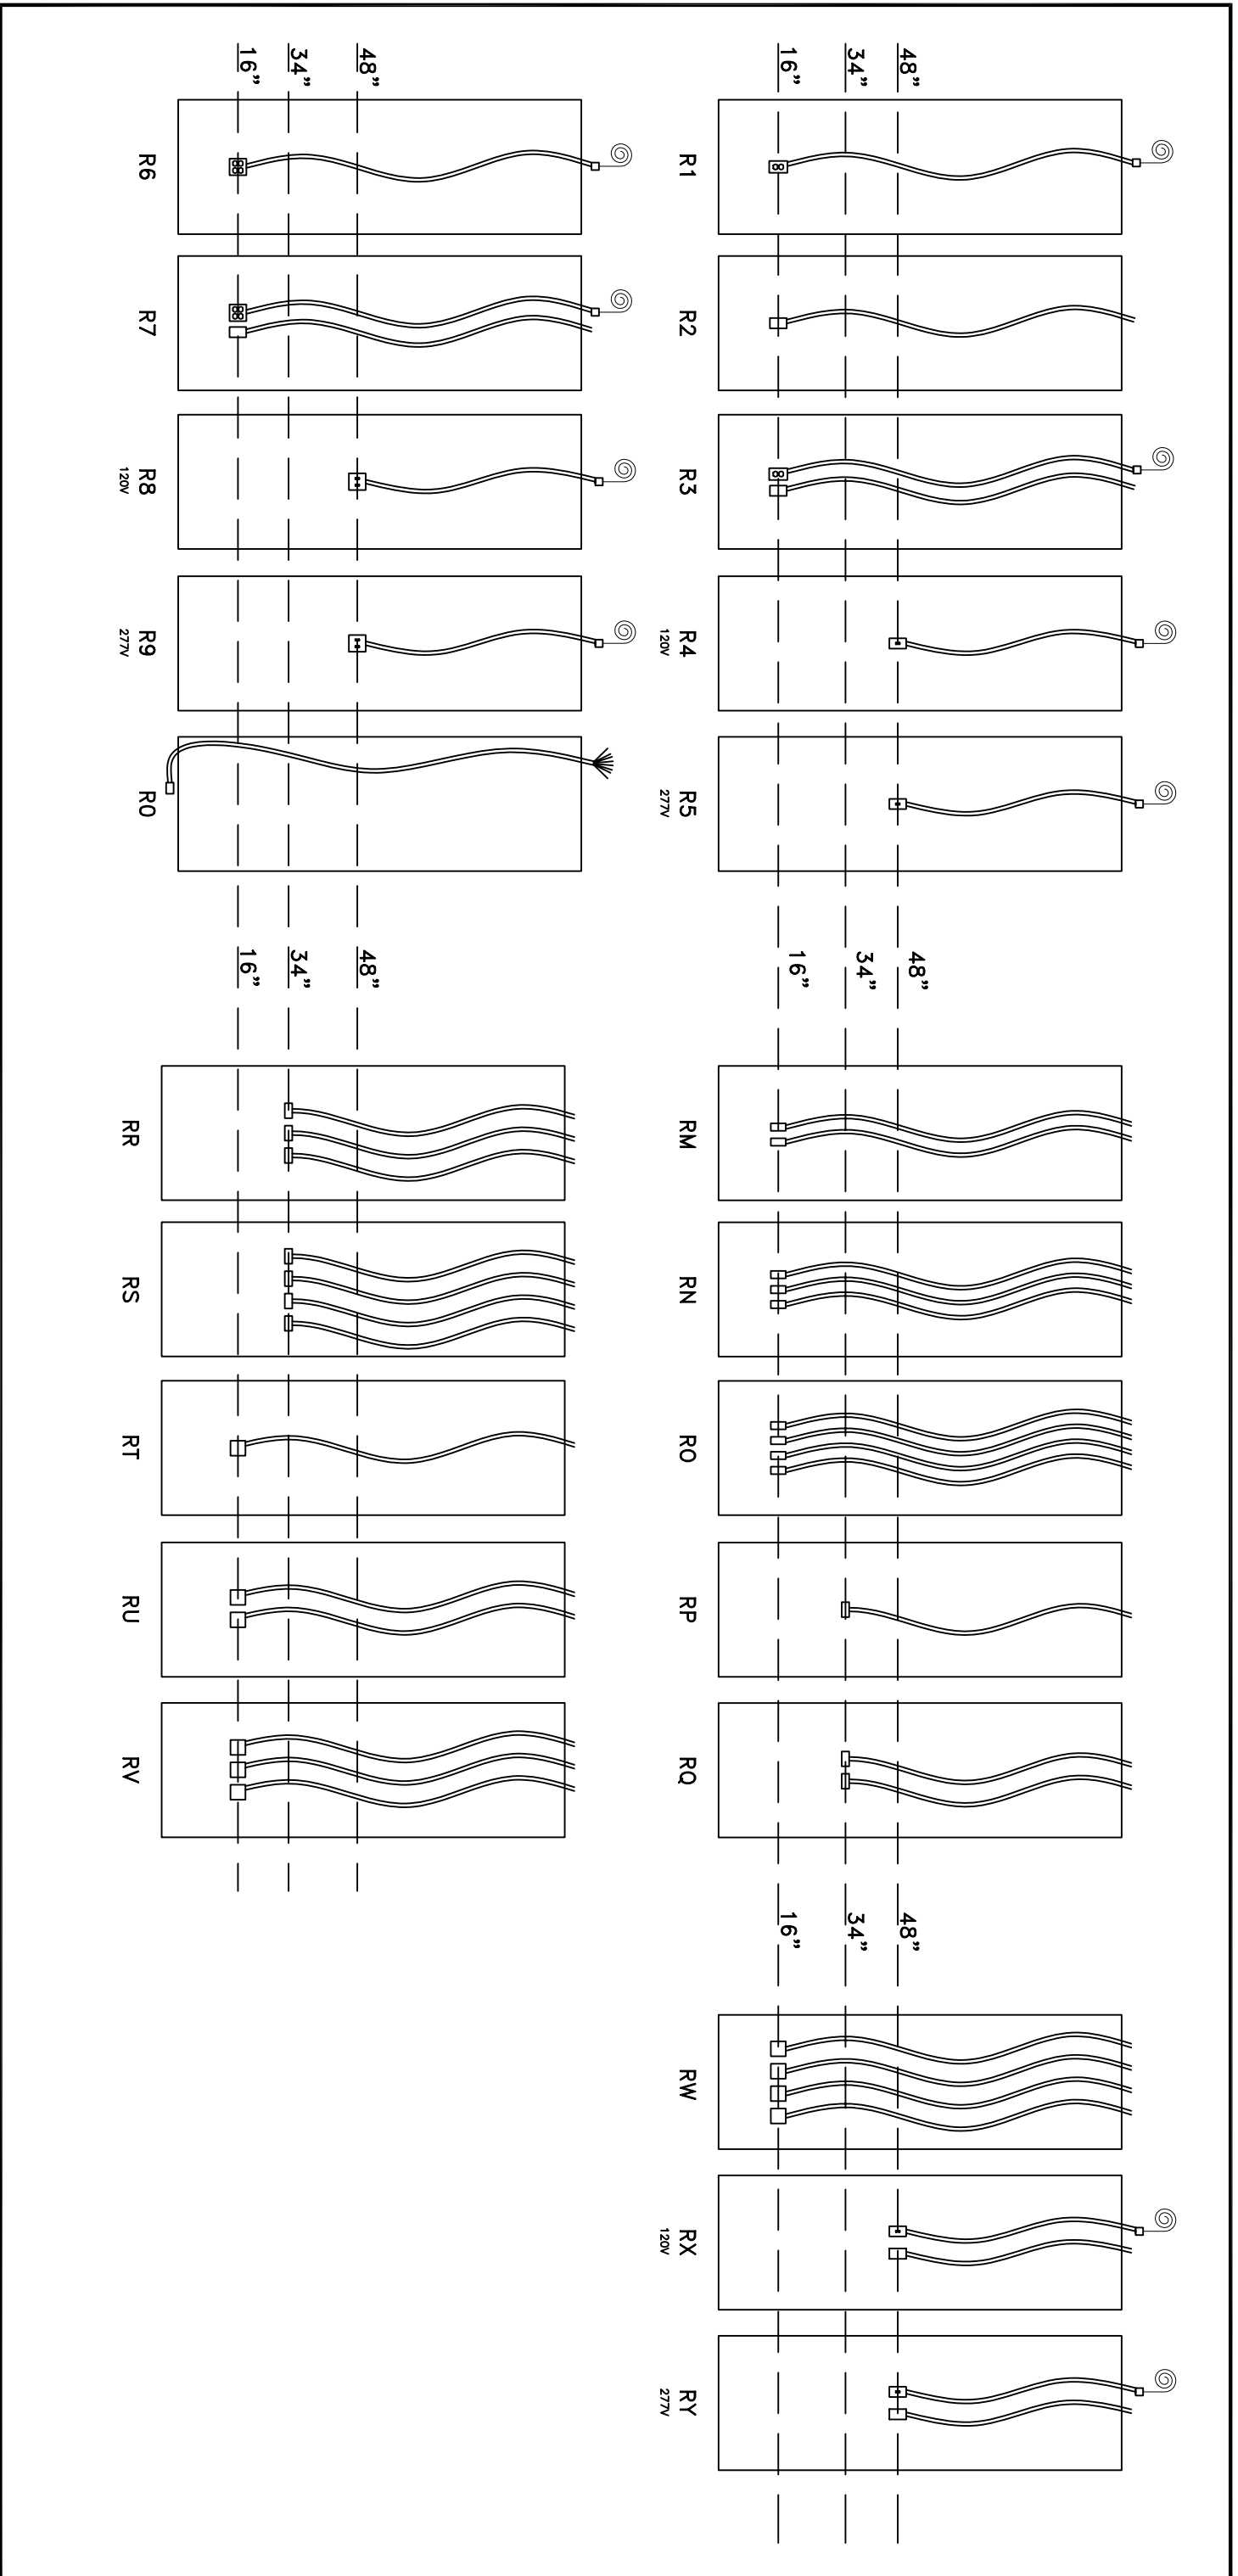 48" 48" 48"
34" 34" 34"
16" 16" 16"
R1 R2 R3 R4 R5 RM RN RO RP RQ RW RX RY
120V 277V 120V 277V
48" 48"
34" 34"
16" 16"
R6 R7 R8 R9 R0 RR RS RT RU RV
120V 277V